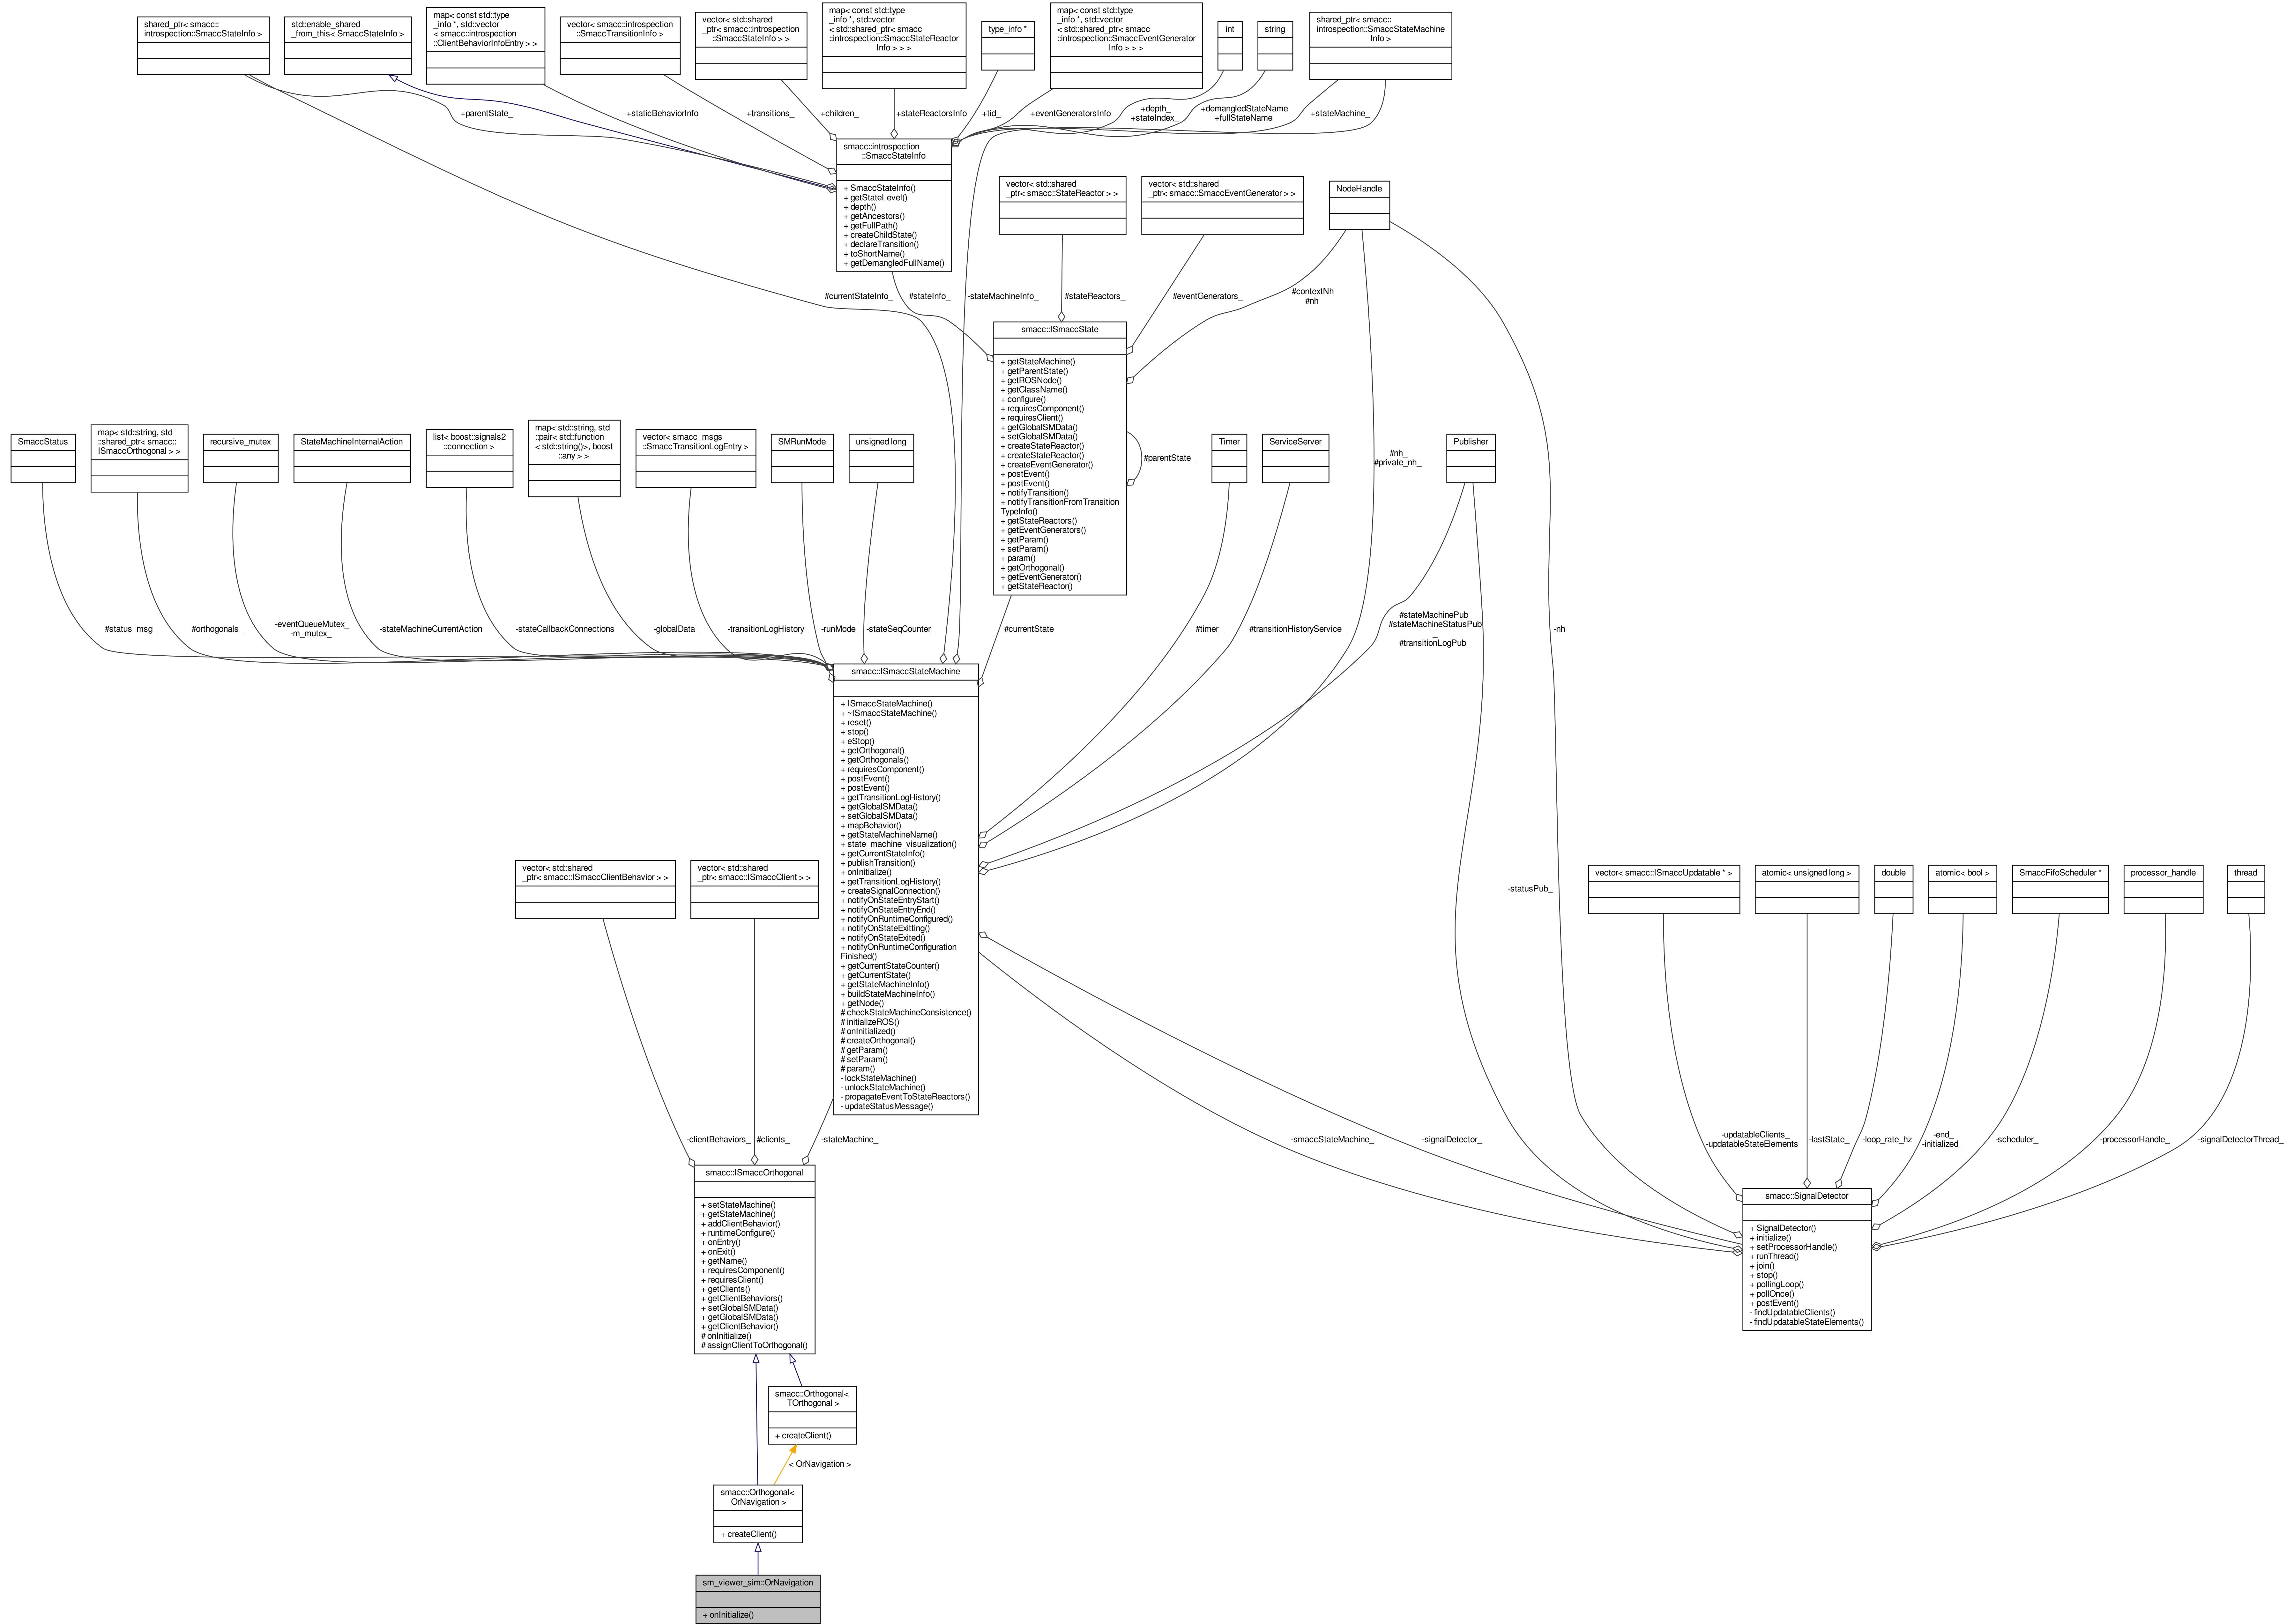 shared_ptr< smacc::
introspection::SmaccStateInfo >
std::enable_shared
_from_this< SmaccStateInfo >
map< const std::type
_info *, std::vector
< smacc::introspection
::ClientBehaviorInfoEntry > >
vector< smacc::introspection
::SmaccTransitionInfo >
vector< std::shared
_ptr< smacc::introspection
::SmaccStateInfo > >
map< const std::type
_info *, std::vector
< std::shared_ptr< smacc
::introspection::SmaccStateReactor
Info > > >
type_info *
map< const std::type
_info *, std::vector
< std::shared_ptr< smacc
::introspection::SmaccEventGenerator
Info > > >
int
string
shared_ptr< smacc::
introspection::SmaccStateMachine
Info >
+parentState_
+staticBehaviorInfo
+transitions_
+children_
+stateReactorsInfo
+tid_
+eventGeneratorsInfo
+depth_
+stateIndex_
+demangledStateName
+fullStateName
+stateMachine_
smacc::introspection
::SmaccStateInfo
+ SmaccStateInfo()
+ getStateLevel()
+ depth()
+ getAncestors()
+ getFullPath()
+ createChildState()
+ declareTransition()
+ toShortName()
+ getDemangledFullName()
vector< std::shared
_ptr< smacc::StateReactor > >
vector< std::shared
_ptr< smacc::SmaccEventGenerator > >
NodeHandle
#currentStateInfo_
#stateInfo_
-stateMachineInfo_
#stateReactors_
#eventGenerators_
#contextNh
#nh
smacc::ISmaccState
+ getStateMachine()
+ getParentState()
+ getROSNode()
+ getClassName()
+ configure()
+ requiresComponent()
+ requiresClient()
+ getGlobalSMData()
+ setGlobalSMData()
+ createStateReactor()
+ createStateReactor()
+ createEventGenerator()
+ postEvent()
+ postEvent()
+ notifyTransition()
+ notifyTransitionFromTransition
TypeInfo()
+ getStateReactors()
+ getEventGenerators()
+ getParam()
+ setParam()
+ param()
+ getOrthogonal()
+ getEventGenerator()
+ getStateReactor()
#parentState_
SmaccStatus
map< std::string, std
::shared_ptr< smacc::
ISmaccOrthogonal > >
recursive_mutex
StateMachineInternalAction
list< boost::signals2
::connection >
map< std::string, std
::pair< std::function
< std::string()>, boost
::any > >
vector< smacc_msgs
::SmaccTransitionLogEntry >
SMRunMode
unsigned long
Timer
ServiceServer
#nh_
#private_nh_
Publisher
#status_msg_
#orthogonals_
-eventQueueMutex_
-m_mutex_
-stateMachineCurrentAction
-stateCallbackConnections
-globalData_
-transitionLogHistory_
-runMode_
-stateSeqCounter_
#currentState_
#timer_
#transitionHistoryService_
#stateMachinePub_
#stateMachineStatusPub
_
#transitionLogPub_
-nh_
smacc::ISmaccStateMachine
+ ISmaccStateMachine()
+ ~ISmaccStateMachine()
+ reset()
+ stop()
+ eStop()
+ getOrthogonal()
+ getOrthogonals()
+ requiresComponent()
+ postEvent()
+ postEvent()
+ getTransitionLogHistory()
+ getGlobalSMData()
+ setGlobalSMData()
+ mapBehavior()
+ getStateMachineName()
+ state_machine_visualization()
+ getCurrentStateInfo()
+ publishTransition()
+ onInitialize()
+ getTransitionLogHistory()
+ createSignalConnection()
+ notifyOnStateEntryStart()
+ notifyOnStateEntryEnd()
+ notifyOnRuntimeConfigured()
+ notifyOnStateExitting()
+ notifyOnStateExited()
+ notifyOnRuntimeConfiguration
Finished()
+ getCurrentStateCounter()
+ getCurrentState()
+ getStateMachineInfo()
+ buildStateMachineInfo()
+ getNode()
# checkStateMachineConsistence()
# initializeROS()
# onInitialized()
# createOrthogonal()
# getParam()
# setParam()
# param()
- lockStateMachine()
- unlockStateMachine()
- propagateEventToStateReactors()
- updateStatusMessage()
vector< std::shared
_ptr< smacc::ISmaccClientBehavior > >
vector< std::shared
_ptr< smacc::ISmaccClient > >
-statusPub_
vector< smacc::ISmaccUpdatable * >
atomic< unsigned long >
double
atomic< bool >
SmaccFifoScheduler *
processor_handle
thread
-clientBehaviors_
#clients_
-stateMachine_
-smaccStateMachine_
-signalDetector_
-updatableClients_
-updatableStateElements_
-lastState_
-loop_rate_hz
-end_
-initialized_
-scheduler_
-processorHandle_
-signalDetectorThread_
smacc::ISmaccOrthogonal
+ setStateMachine()
+ getStateMachine()
+ addClientBehavior()
+ runtimeConfigure()
+ onEntry()
+ onExit()
+ getName()
+ requiresComponent()
+ requiresClient()
+ getClients()
+ getClientBehaviors()
+ setGlobalSMData()
+ getGlobalSMData()
+ getClientBehavior()
# onInitialize()
# assignClientToOrthogonal()
smacc::SignalDetector
+ SignalDetector()
+ initialize()
+ setProcessorHandle()
+ runThread()
+ join()
+ stop()
+ pollingLoop()
+ pollOnce()
+ postEvent()
- findUpdatableClients()
- findUpdatableStateElements()
smacc::Orthogonal<
TOrthogonal >
+ createClient()
< OrNavigation >
smacc::Orthogonal<
OrNavigation >
+ createClient()
sm_viewer_sim::OrNavigation
+ onInitialize()